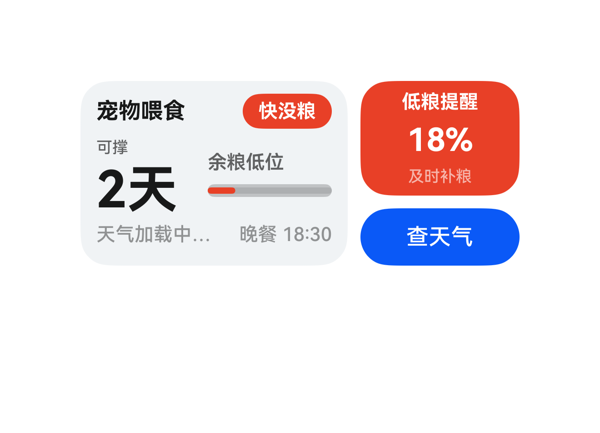 宠物喂食
快没粮
可撑
2天
余粮低位
天气加载中...
晚餐 18:30
低粮提醒
18%
及时补粮
查天气